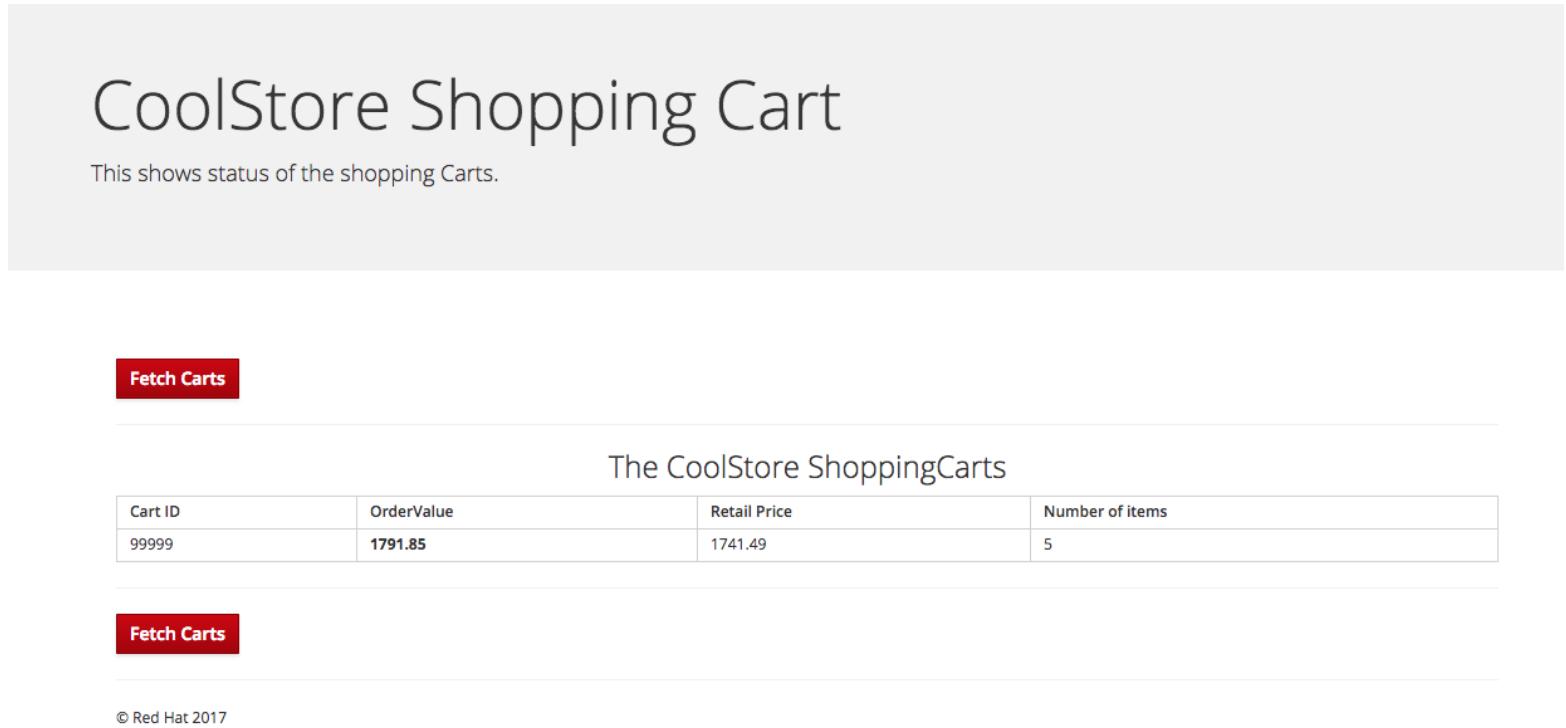 CoolStore Shopping Cart
This shows status of the shopping Carts.
Fetch Carts
The CoolStore ShoppingCarts
Cart ID OrderValue Retail Price Number of items
99999 1791.85 1741.49 5
Fetch Carts
© Red Hat 2017